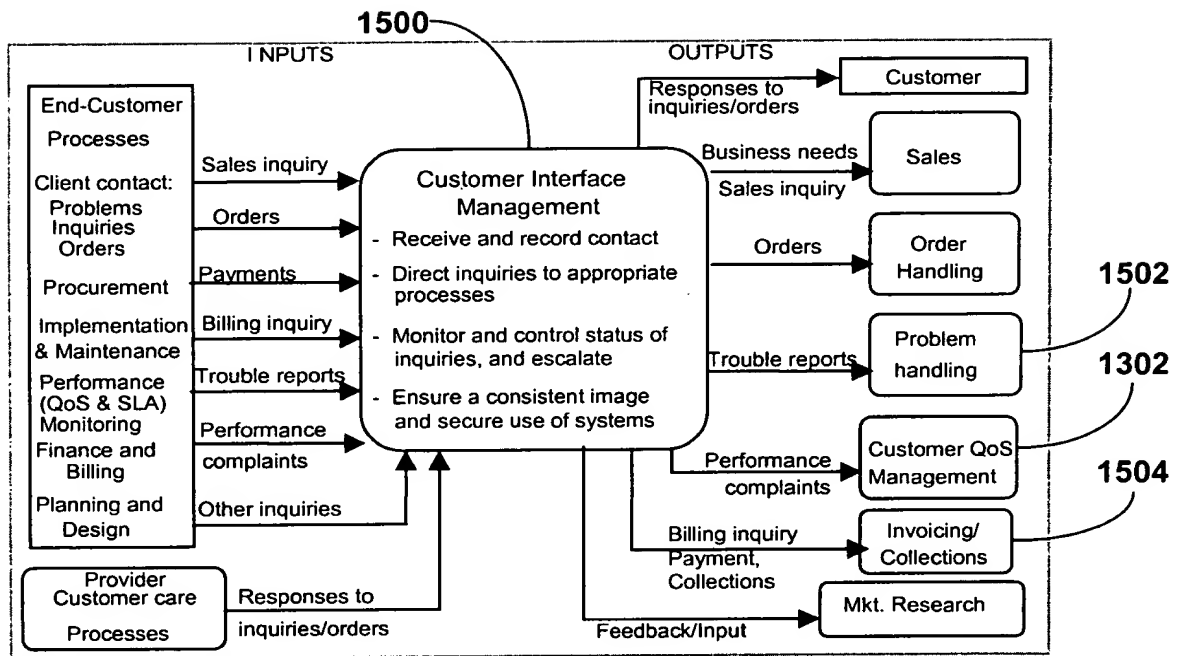 1500
INPUTS
OUTPUTS
End-Customer
Processes
Client contact:
Problems
Inquiries
Orders
Procurement
Implementation
& Maintenance
Performance
(QoS & SLA)
Monitoring
Finance and
Billing
Planning and
Design
Provider
Customer care
Processes
Sales inquiry
Orders
Payments
Billing inquiry
Trouble reports
Performance
complaints
Other inquiries
Responses to
inquiries/orders
Customer Interface
Management
- Receive and record contact
- Direct inquiries to appropriate
processes
- Monitor and control status of
inquiries, and escalate
- Ensure a consistent image
and secure use of systems
Responses to
inquiries/orders
Business needs
Sales inquiry
Orders
Trouble reports
Performance
complaints
Billing inquiry
Payment,
Collections
Feedback/Input
Customer
Sales
Order
Handling
Problem
handling
Customer QoS
Management
Invoicing/
Collections
Mkt. Research
1502
1302
1504